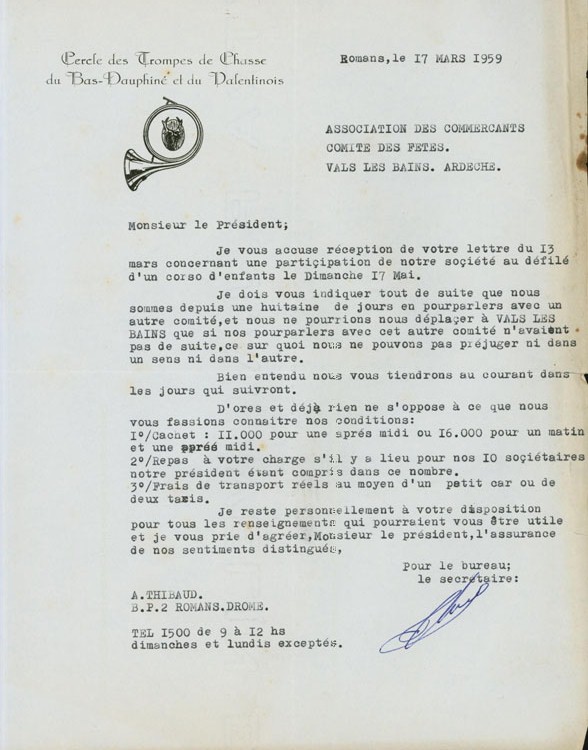 Cercle des Trompes de Chasse
du Bas-Dauphiné et du Valentinois
Romans,le 17 MARS 1959
ASSOCIATION DES COMMERCANTS
COMITE DES FETES.
VALS LES BAINS. ARDECHE.
Monsieur le Président;
Je vous accuse réception de votre lettre du I3
mars concernant une partiçipation de notre soçiété au défilé
d'un corso d'enfants le Dimanche 17 Mai.
Je dois vous indiquer tout de suite que nous
sommes depuis une huitaine de jours en pourparlers avec un
autre comité,et nous ne pourrions nous déplaçer à VALS LES
BAINS que si nos pourparlers avec cet autre comité n'avaient
pas de suite,ce sur quoi nous ne pouvons pas préjuger ni dans
un sens ni dans l'autre.
Bien entendu nous vous tiendrons au courant dans
les jours qui suivront.
D'ores et déjà rien ne s'oppose à ce que nous
vous fassions connaitre nos conditions:
I°/Cachet : II.000 pour une aprés midi ou I6.000 pour un matin
et une aprés midi.
2°/Repas à votre charge s'il y a lieu pour nos IO sociétaires
notre président étant compris dans ce nombre.
3°/Frais de transport réels au moyen d'un petit car ou de
deux taxis.
Je reste personnellement à votre disposition
pour tous les renseignements qui pourraient vous être utile
et je vous prie d'agréer,Monsieur le président,l'assurance
de nos sentiments distingués,
Pour le bureau;
le secrétaire:
A.THIBAUD.
B.P.2 ROMANS.DROME.
TEL I500 de 9 à I2 hs
dimanches et lundis exceptés.